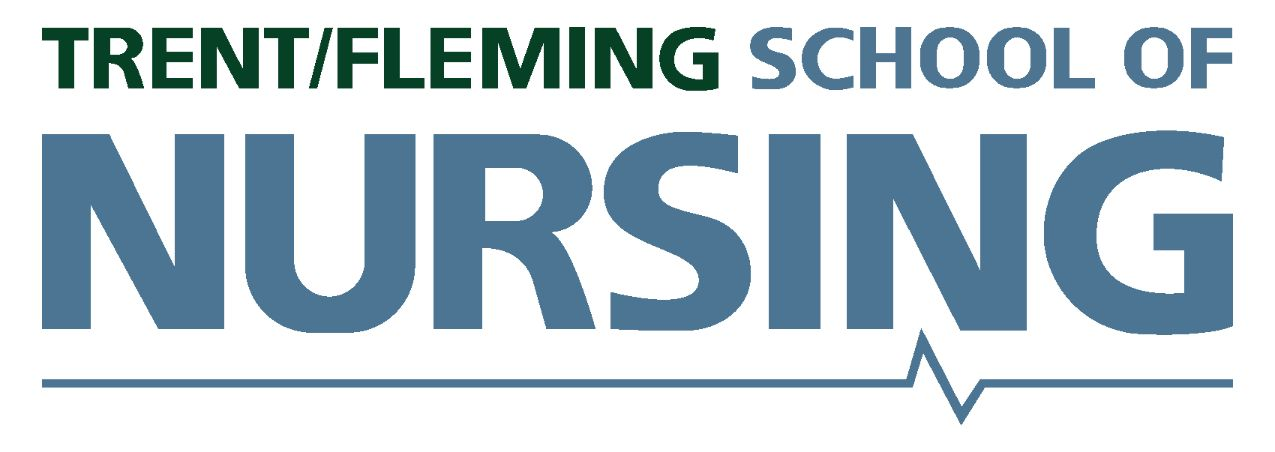 TRENT/FLEMING SCHOOL OF
NURSING